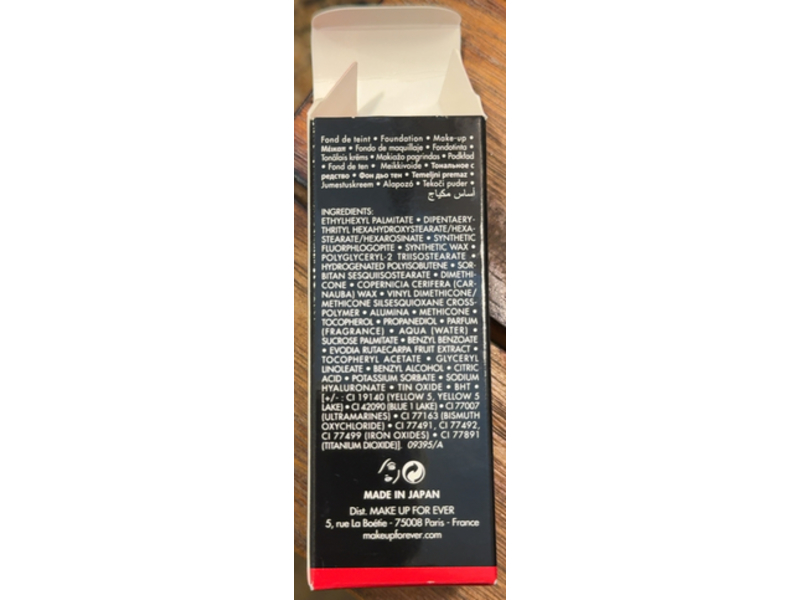 Fond de teint • Foundation • Make-up •
Мейкап • Fondo de maquillaje • Fondotinta •
Tonālais krēms • Makiažo pagrindas • Podkład
• Fond de ten • Meikkivoide • Тональное с
редство • Фон дьо тен • Temeljni premaz •
Jumestuskreem • Alapozó • Tekoči puder •
أساس مكياج
INGREDIENTS:
ETHYLHEXYL PALMITATE • DIPENTAERY-
THRITYL HEXAHYDROXYSTEARATE/HEXA-
STEARATE/HEXAROSINATE • SYNTHETIC
FLUORPHLOGOPITE • SYNTHETIC WAX •
POLYGLYCERYL-2 TRIISOSTEARATE •
HYDROGENATED POLYISOBUTENE • SOR-
BITAN SESQUIISOSTEARATE • DIMETHI-
CONE • COPERNICIA CERIFERA (CAR-
NAUBA) WAX • VINYL DIMETHICONE/
METHICONE SILSESQUIOXANE CROSS-
POLYMER • ALUMINA • METHICONE •
TOCOPHEROL • PROPANEDIOL • PARFUM
(FRAGRANCE) • AQUA (WATER) •
SUCROSE PALMITATE • BENZYL BENZOATE
• EVODIA RUTAECARPA FRUIT EXTRACT •
TOCOPHERYL ACETATE • GLYCERYL
LINOLEATE • BENZYL ALCOHOL • CITRIC
ACID • POTASSIUM SORBATE • SODIUM
HYALURONATE • TIN OXIDE • BHT •
[+/- : CI 19140 (YELLOW 5, YELLOW 5
LAKE) • CI 42090 (BLUE 1 LAKE) • CI 77007
(ULTRAMARINES) • CI 77163 (BISMUTH
OXYCHLORIDE) • CI 77491, CI 77492,
CI 77499 (IRON OXIDES) • CI 77891
(TITANIUM DIOXIDE)]. 09395/A
MADE IN JAPAN
Dist. MAKE UP FOR EVER
5, rue La Boétie - 75008 Paris - France
makeupforever.com